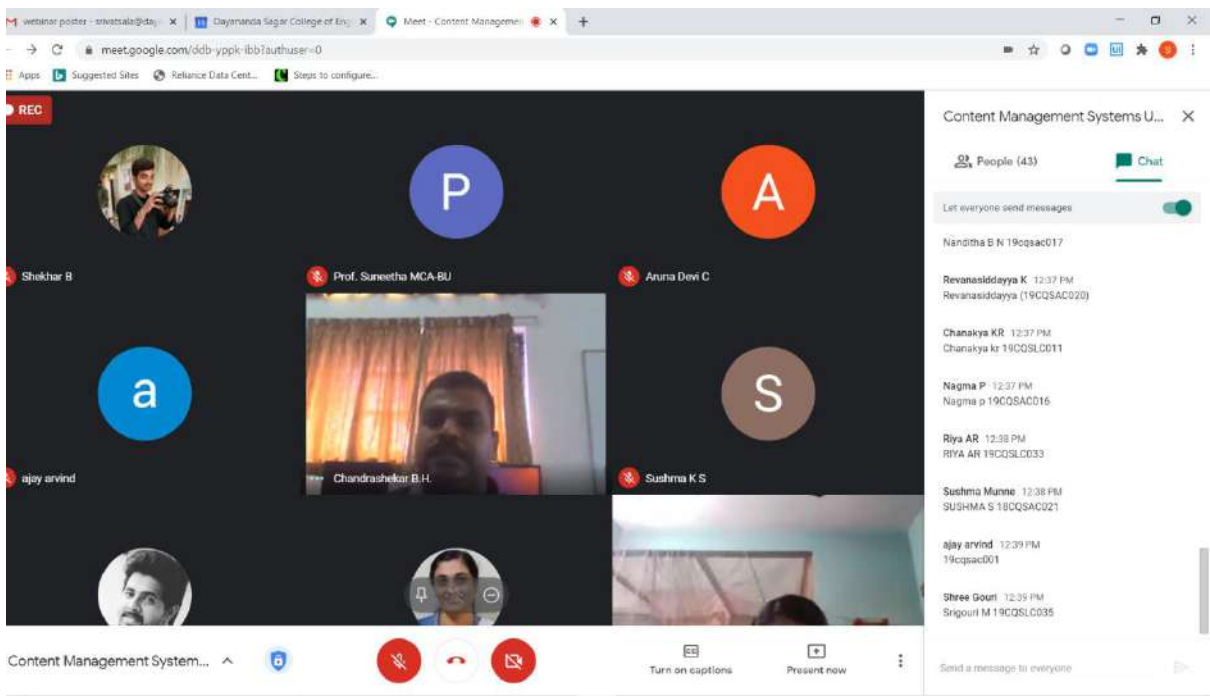 webinar poster - srivatsala@day
Dayananda Sagar College of Eng
Meet - Content Managemen
meet.google.com/ddb-yppk-ibb?authuser=0
Apps
Suggested Sites
Reliance Data Cent...
Steps to configure...
REC
Shekhar B
P
Prof. Suneetha MCA-BU
A
Aruna Devi C
a
ajay arvind
Chandrashekar B.H.
S
Sushma K S
Content Management System...
Turn on captions
Present now
Content Management Systems U...
People (43)
Chat
Let everyone send messages
Nanditha B N 19cqsac017
Revanasiddayya K 12:37 PM
Revanasiddayya (19CQSAC020)
Chanakya KR 12:37 PM
Chanakya kr 19CQSLC011
Nagma P 12:37 PM
Nagma p 19CQSAC016
Riya AR 12:38 PM
RIYA AR 19CQSLC033
Sushma Munne 12:38 PM
SUSHMA S 18CQSAC021
ajay arvind 12:39 PM
19cqsac001
Shree Gouri 12:39 PM
Srigouri M 19CQSLC035
Send a message to everyone